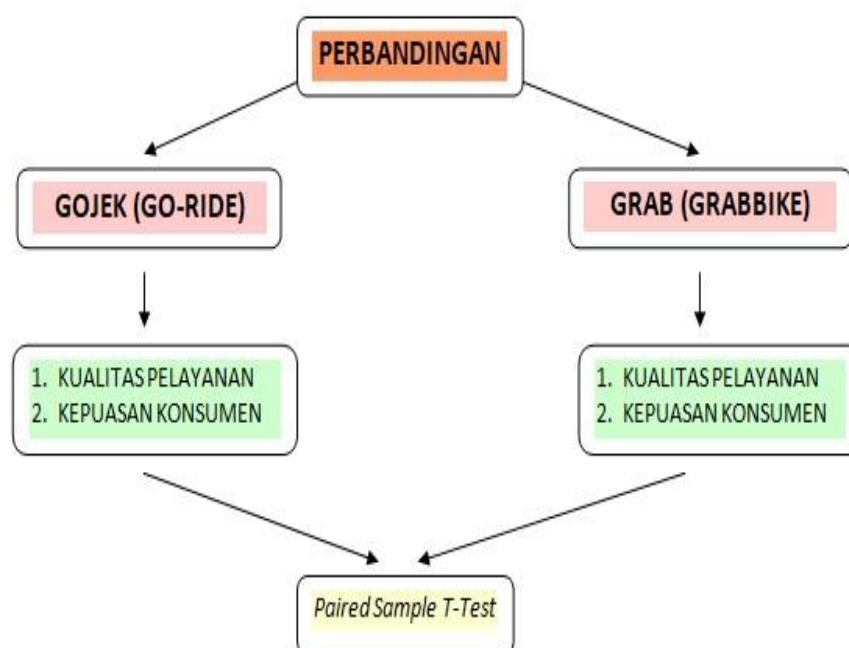 PERBANDINGAN
GOJEK (GO-RIDE)
GRAB (GRABBIKE)
1. KUALITAS PELAYANAN
2. KEPUASAN KONSUMEN
1. KUALITAS PELAYANAN
2. KEPUASAN KONSUMEN
Paired Sample T-Test